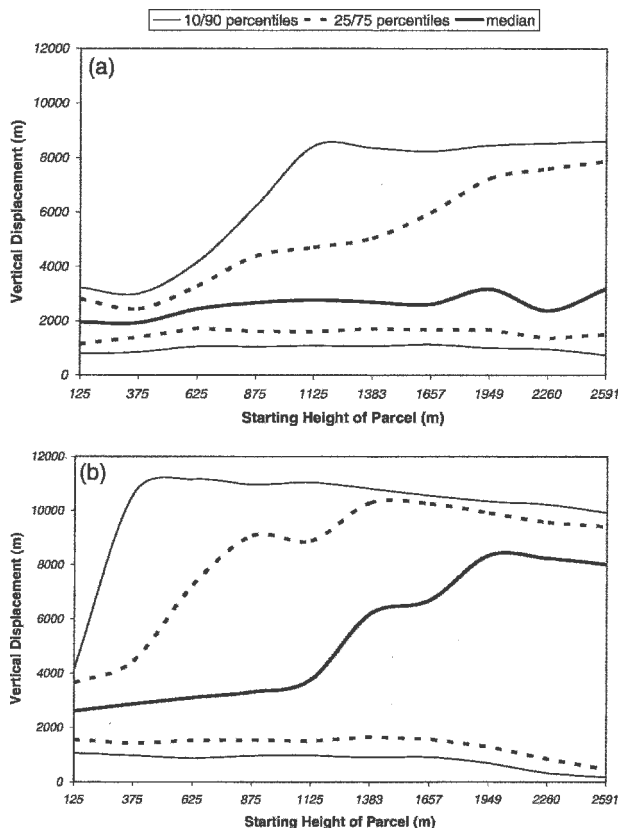 10/90 percentiles 25/75 percentiles median
(a)
12000
10000
8000
6000
4000
2000
0
Vertical Displacement (m)
125 375 625 875 1125 1383 1657 1949 2260 2591
Starting Height of Parcel (m)
(b)
12000
10000
8000
6000
4000
2000
0
Vertical Displacement (m)
125 375 625 875 1125 1383 1657 1949 2260 2591
Starting Height of Parcel (m)